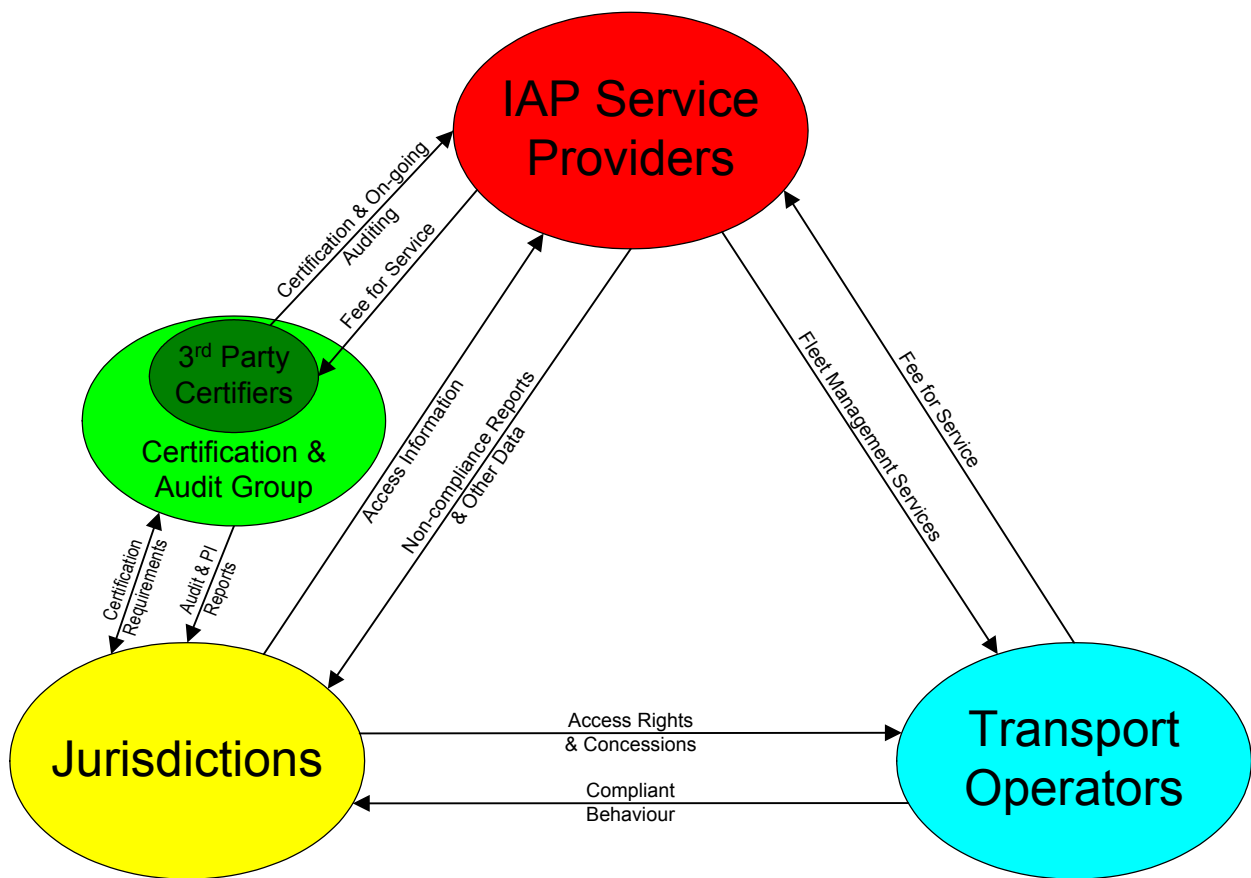 IAP Service
Providers
Certification & On-going
Auditing
Fee for Service
3rd Party
Certifiers
Certification &
Audit Group
Access Information
Non-compliance Reports
& Other Data
Fleet Management Services
Fee for Service
Certification
Requirements
Audit & PI
Reports
Jurisdictions
Access Rights
& Concessions
Compliant
Behaviour
Transport
Operators